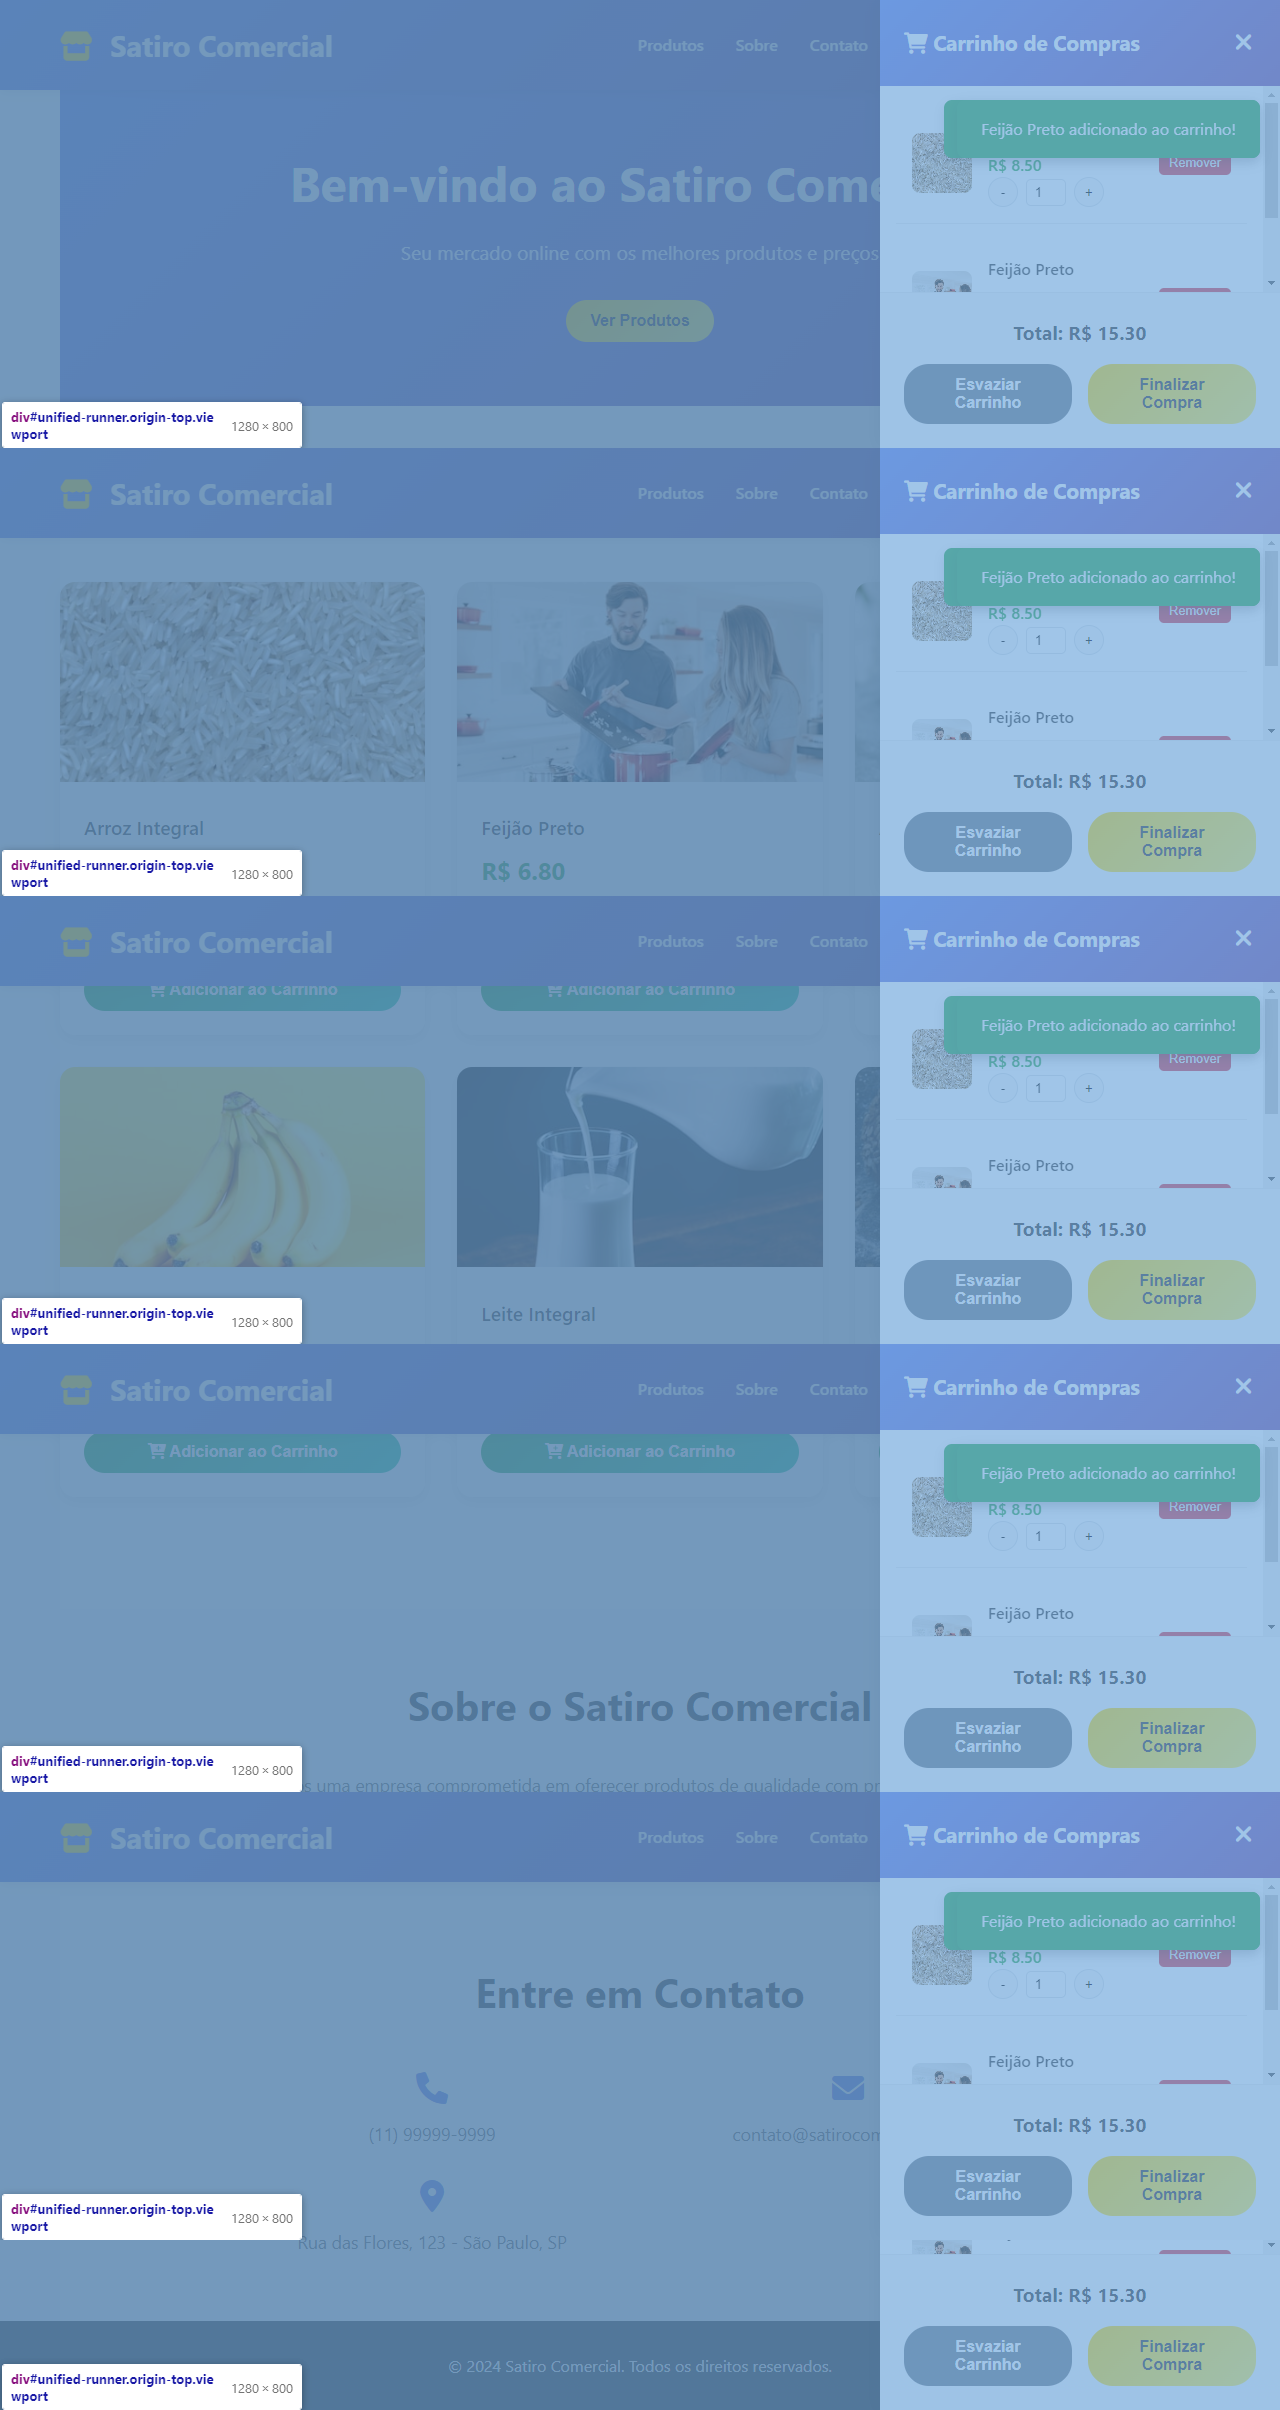 Satiro Comercial
Produtos Sobre Contato
Carrinho de Compras
Feijão Preto adicionado ao carrinho!
R$ 8.50
Remover
- 1 +
Feijão Preto
Bem-vindo ao Satiro Come
Seu mercado online com os melhores produtos e preços
Ver Produtos
Total: R$ 15.30
Esvaziar
Carrinho
Finalizar
Compra
div#unified-runner.origin-top.vie
wport
1280 × 800
Satiro Comercial
Produtos Sobre Contato
Carrinho de Compras
Feijão Preto adicionado ao carrinho!
R$ 8.50
Remover
- 1 +
Feijão Preto
Total: R$ 15.30
Esvaziar
Carrinho
Finalizar
Compra
Arroz Integral
Feijão Preto
R$ 6.80
div#unified-runner.origin-top.vie
wport
1280 × 800
Satiro Comercial
Produtos Sobre Contato
Carrinho de Compras
Adicionar ao Carrinho
Adicionar ao Carrinho
Feijão Preto adicionado ao carrinho!
R$ 8.50
Remover
- 1 +
Feijão Preto
Total: R$ 15.30
Esvaziar
Carrinho
Finalizar
Compra
Leite Integral
div#unified-runner.origin-top.vie
wport
1280 × 800
Satiro Comercial
Produtos Sobre Contato
Carrinho de Compras
Adicionar ao Carrinho
Adicionar ao Carrinho
Feijão Preto adicionado ao carrinho!
R$ 8.50
Remover
- 1 +
Feijão Preto
Total: R$ 15.30
Esvaziar
Carrinho
Finalizar
Compra
Sobre o Satiro Comercial
os uma empresa comprometida em oferecer produtos de qualidade com pr
div#unified-runner.origin-top.vie
wport
1280 × 800
Satiro Comercial
Produtos Sobre Contato
Carrinho de Compras
Feijão Preto adicionado ao carrinho!
R$ 8.50
Remover
- 1 +
Feijão Preto
Entre em Contato
(11) 99999-9999
contato@satirocom
Total: R$ 15.30
Esvaziar
Carrinho
Finalizar
Compra
div#unified-runner.origin-top.vie
wport
1280 × 800
Rua das Flores, 123 - São Paulo, SP
Total: R$ 15.30
Esvaziar
Carrinho
Finalizar
Compra
© 2024 Satiro Comercial. Todos os direitos reservados.
div#unified-runner.origin-top.vie
wport
1280 × 800